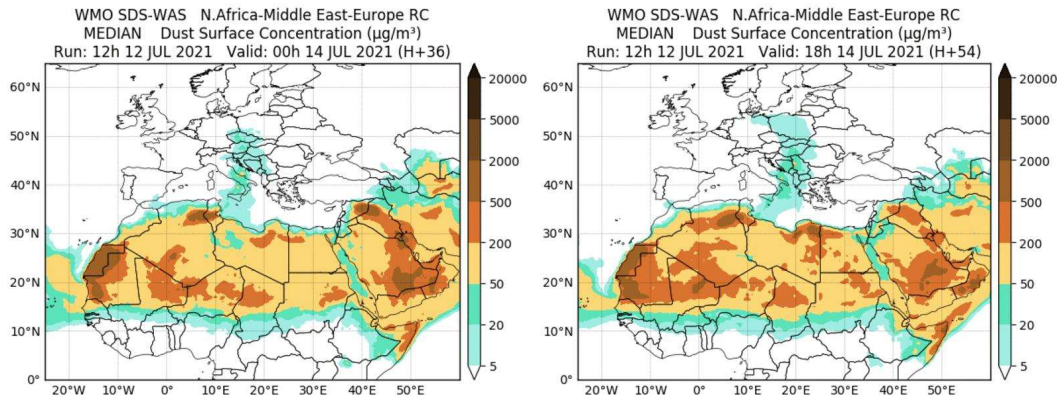 WMO SDS-WAS N.Africa-Middle East-Europe RC
MEDIAN Dust Surface Concentration (µg/m³)
Run: 12h 12 JUL 2021 Valid: 00h 14 JUL 2021 (H+36)
60°N
50°N
40°N
30°N
20°N
10°N
0°
20°W
10°W
0°
10°E
20°E
30°E
40°E
50°E
20000
5000
2000
500
200
50
20
5
WMO SDS-WAS N.Africa-Middle East-Europe RC
MEDIAN Dust Surface Concentration (µg/m³)
Run: 12h 12 JUL 2021 Valid: 18h 14 JUL 2021 (H+54)
60°N
50°N
40°N
30°N
20°N
10°N
0°
20°W
10°W
0°
10°E
20°E
30°E
40°E
50°E
20000
5000
2000
500
200
50
20
5